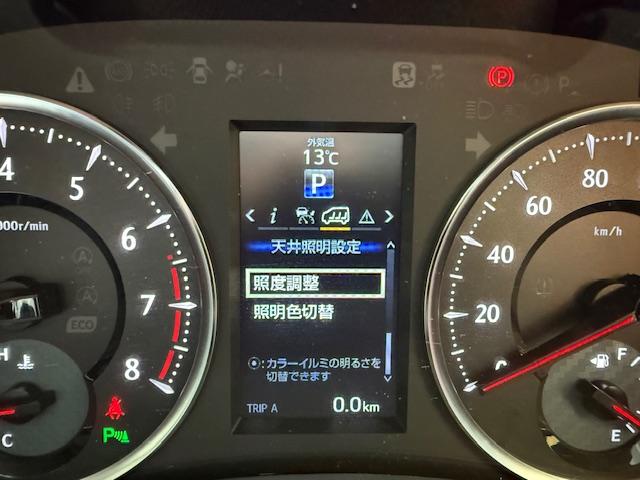 外気温
13℃
P
i
天井照明設定
照度調整
照明色切替
:カラーイルミの明るさを
切替できます
TRIP A 0.0km
4
5
6
7
8
000r/min
ECO
H
C
P
20
40
60
80
km/h
F
E